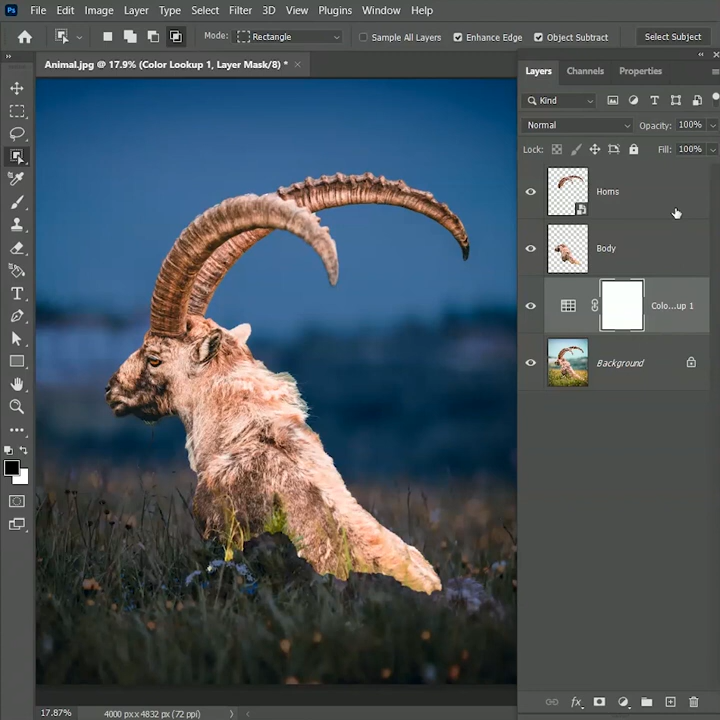 Ps File Edit Image Layer Type Select Filter 3D View Plugins Window Help
Mode: Rectangle Sample All Layers Enhance Edge Object Subtract Select Subject
Animal.jpg @ 17.9% (Color Lookup 1, Layer Mask/8) * ×
Layers Channels Properties
Kind
Normal Opacity: 100%
Lock: Fill: 100%
Horns
Body
Colo...up 1
Background
17.87% 4000 px x 4832 px (72 ppi)